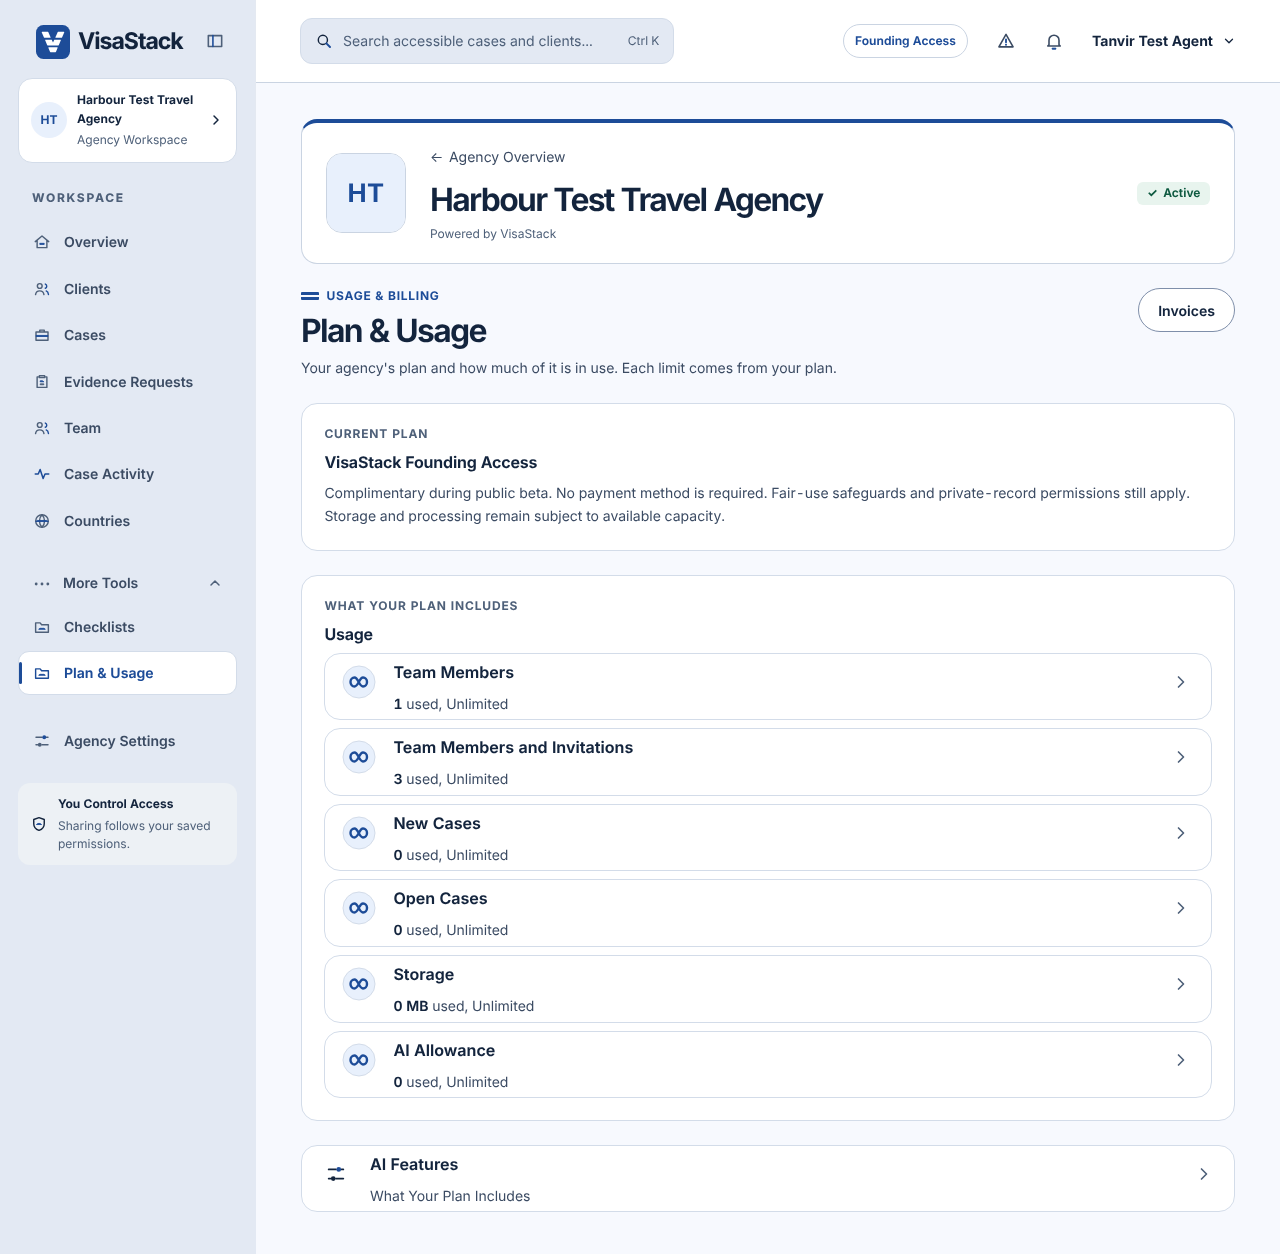 VisaStack
Search accessible cases and clients...
Ctrl K
Founding Access
Tanvir Test Agent
HT
Harbour Test Travel
Agency
Agency Workspace
WORKSPACE
Overview
Clients
Cases
Evidence Requests
Team
Case Activity
Countries
More Tools
Checklists
Plan & Usage
Agency Settings
You Control Access
Sharing follows your saved
permissions.
HT
← Agency Overview
Harbour Test Travel Agency
Powered by VisaStack
Active
USAGE & BILLING
Plan & Usage
Your agency's plan and how much of it is in use. Each limit comes from your plan.
Invoices
CURRENT PLAN
VisaStack Founding Access
Complimentary during public beta. No payment method is required. Fair-use safeguards and private-record permissions still apply.
Storage and processing remain subject to available capacity.
WHAT YOUR PLAN INCLUDES
Usage
Team Members
1 used, Unlimited
Team Members and Invitations
3 used, Unlimited
New Cases
0 used, Unlimited
Open Cases
0 used, Unlimited
Storage
0 MB used, Unlimited
AI Allowance
0 used, Unlimited
AI Features
What Your Plan Includes